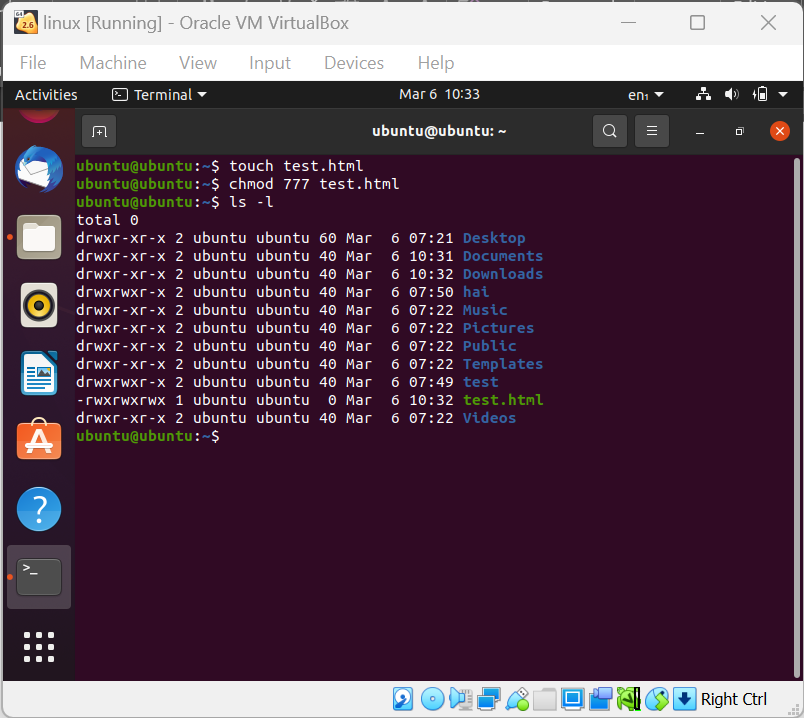 linux [Running] - Oracle VM VirtualBox
File Machine View Input Devices Help
Activities Terminal Mar 6 10:33 en₁
ubuntu@ubuntu: ~
ubuntu@ubuntu:~$ touch test.html
ubuntu@ubuntu:~$ chmod 777 test.html
ubuntu@ubuntu:~$ ls -l
total 0
drwxr-xr-x 2 ubuntu ubuntu 60 Mar  6 07:21 Desktop
drwxr-xr-x 2 ubuntu ubuntu 40 Mar  6 10:31 Documents
drwxr-xr-x 2 ubuntu ubuntu 40 Mar  6 10:32 Downloads
drwxrwxr-x 2 ubuntu ubuntu 40 Mar  6 07:50 hai
drwxr-xr-x 2 ubuntu ubuntu 40 Mar  6 07:22 Music
drwxr-xr-x 2 ubuntu ubuntu 40 Mar  6 07:22 Pictures
drwxr-xr-x 2 ubuntu ubuntu 40 Mar  6 07:22 Public
drwxr-xr-x 2 ubuntu ubuntu 40 Mar  6 07:22 Templates
drwxrwxr-x 2 ubuntu ubuntu 40 Mar  6 07:49 test
-rwxrwxrwx 1 ubuntu ubuntu  0 Mar  6 10:32 test.html
drwxr-xr-x 2 ubuntu ubuntu 40 Mar  6 07:22 Videos
ubuntu@ubuntu:~$
Right Ctrl